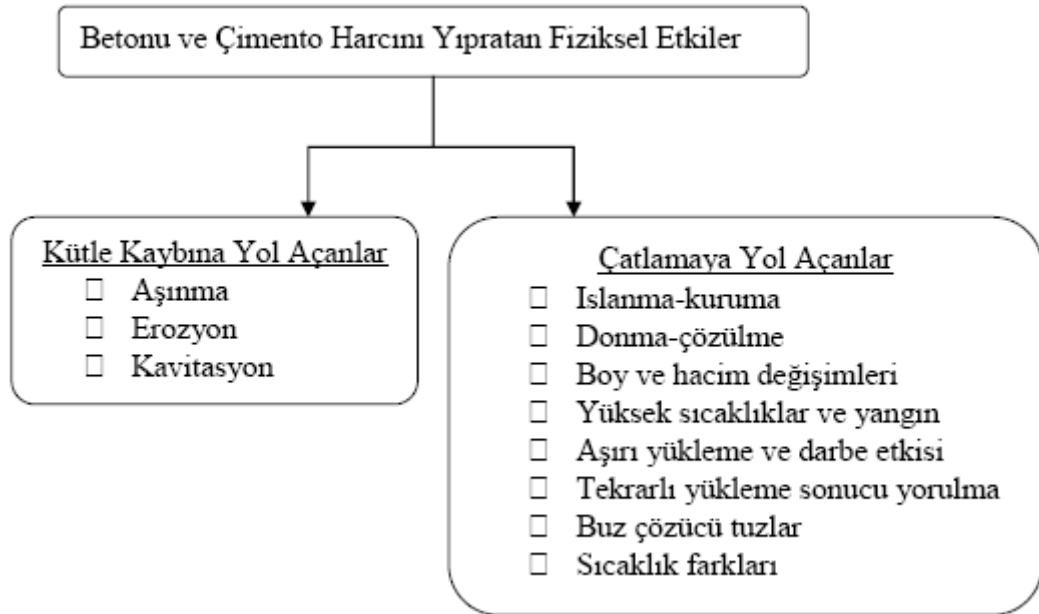 Betonu ve Çimento Harcını Yıpratan Fiziksel Etkiler
Kütle Kaybına Yol Açanlar
Aşınma
Erozyon
Kavitasyon
Çatlamaya Yol Açanlar
Islanma-kuruma
Donma-çözülme
Boy ve hacim değişimleri
Yüksek sıcaklıklar ve yangın
Aşırı yükleme ve darbe etkisi
Tekrarlı yükleme sonucu yorulma
Buz çözücü tuzlar
Sıcaklık farkları